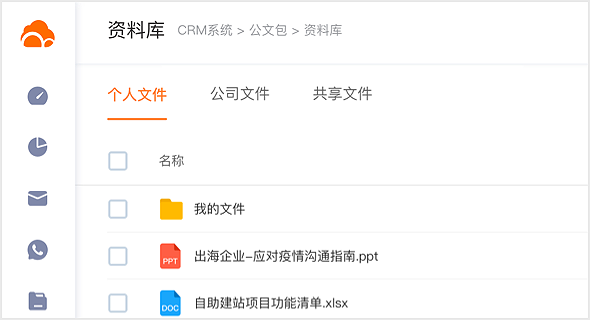 资料库 CRM系统 > 公文包 > 资料库
个人文件 公司文件 共享文件
名称
我的文件
PPT 出海企业-应对疫情沟通指南.ppt
DOC 自助建站项目功能清单.xlsx